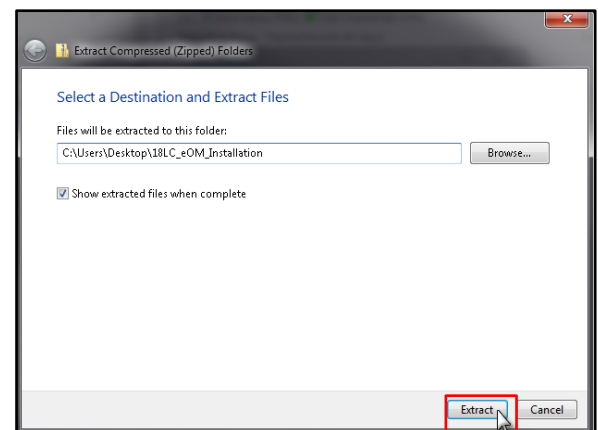 Extract Compressed (Zipped) Folders
Select a Destination and Extract Files
Files will be extracted to this folder:
C:\Users\Desktop\18LC_eOM_Installation
Browse...
Show extracted files when complete
Extract
Cancel